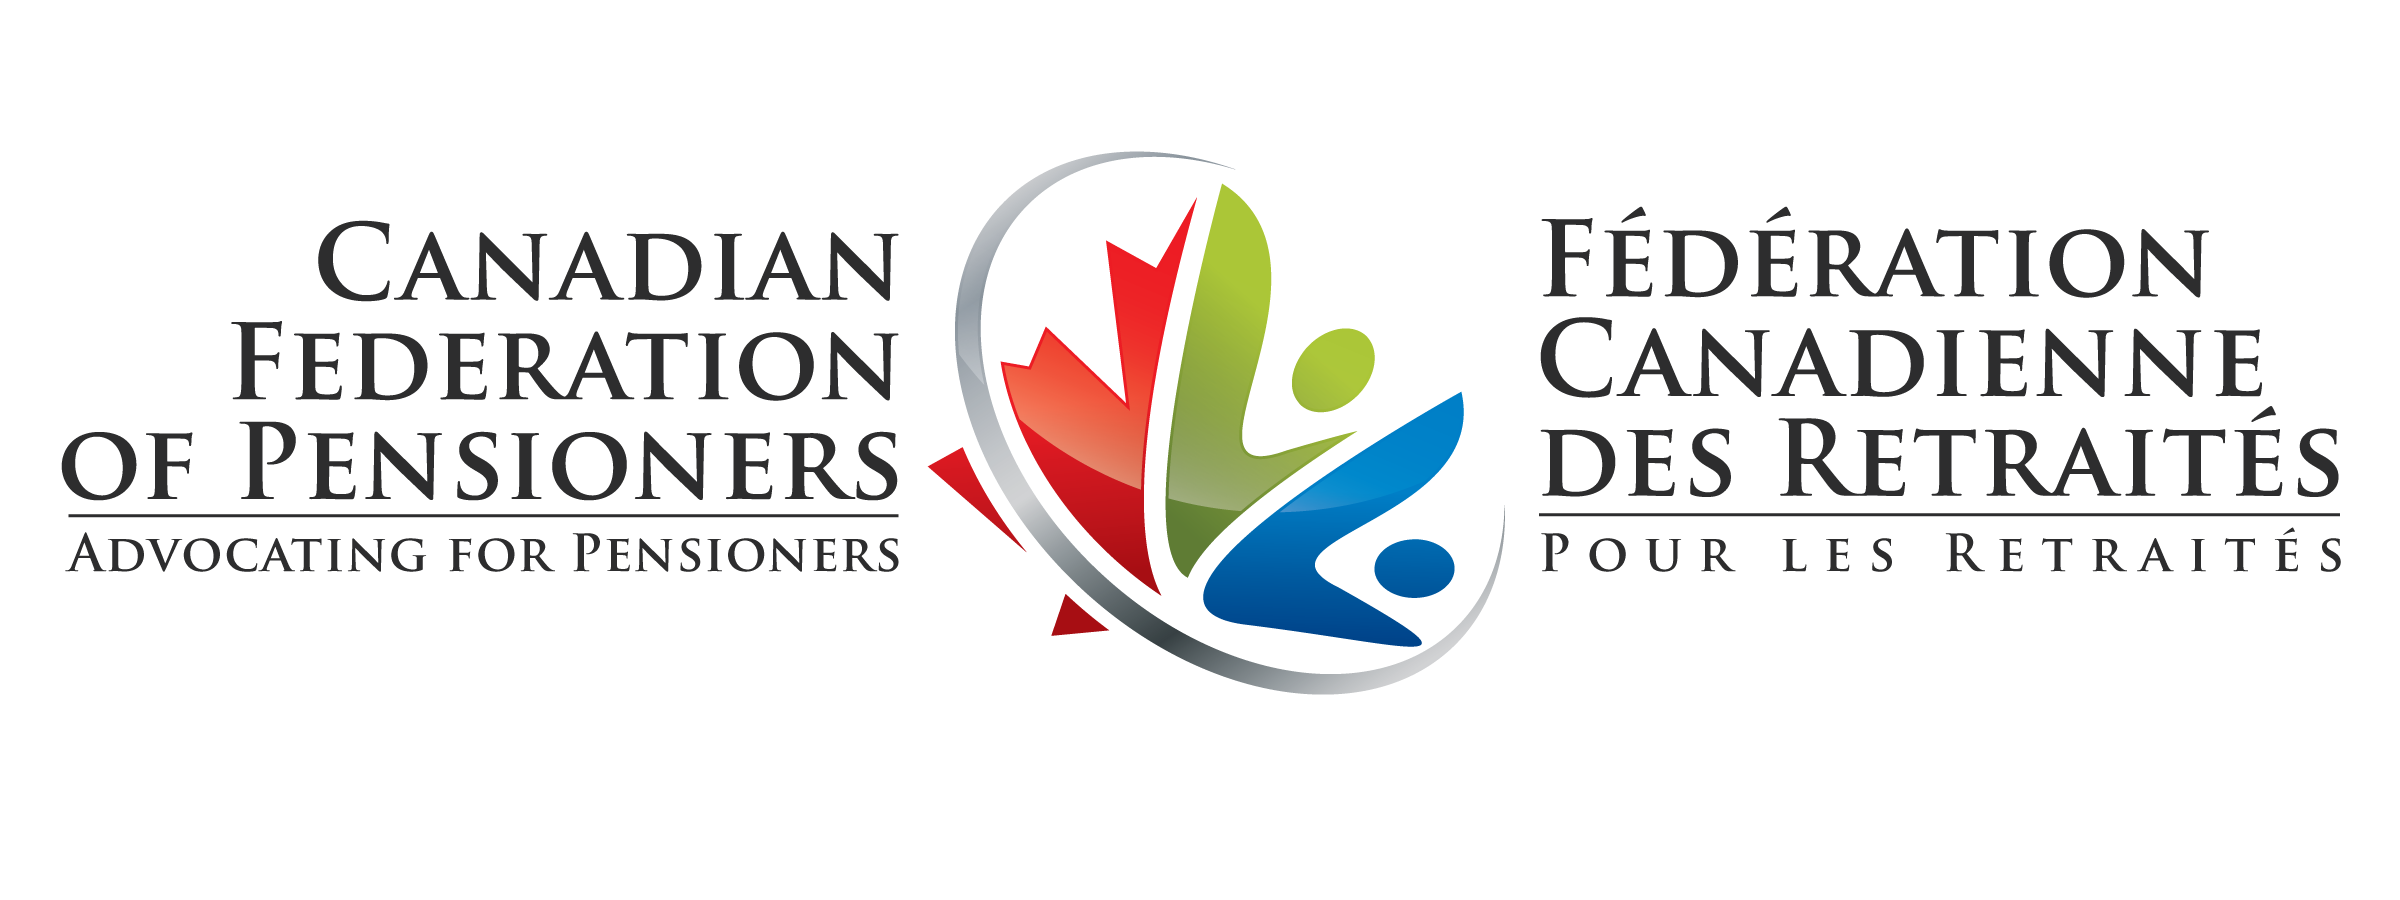 Canadian
Federation
of Pensioners
Advocating for Pensioners
Fédération
Canadienne
des Retraités
Pour les Retraités